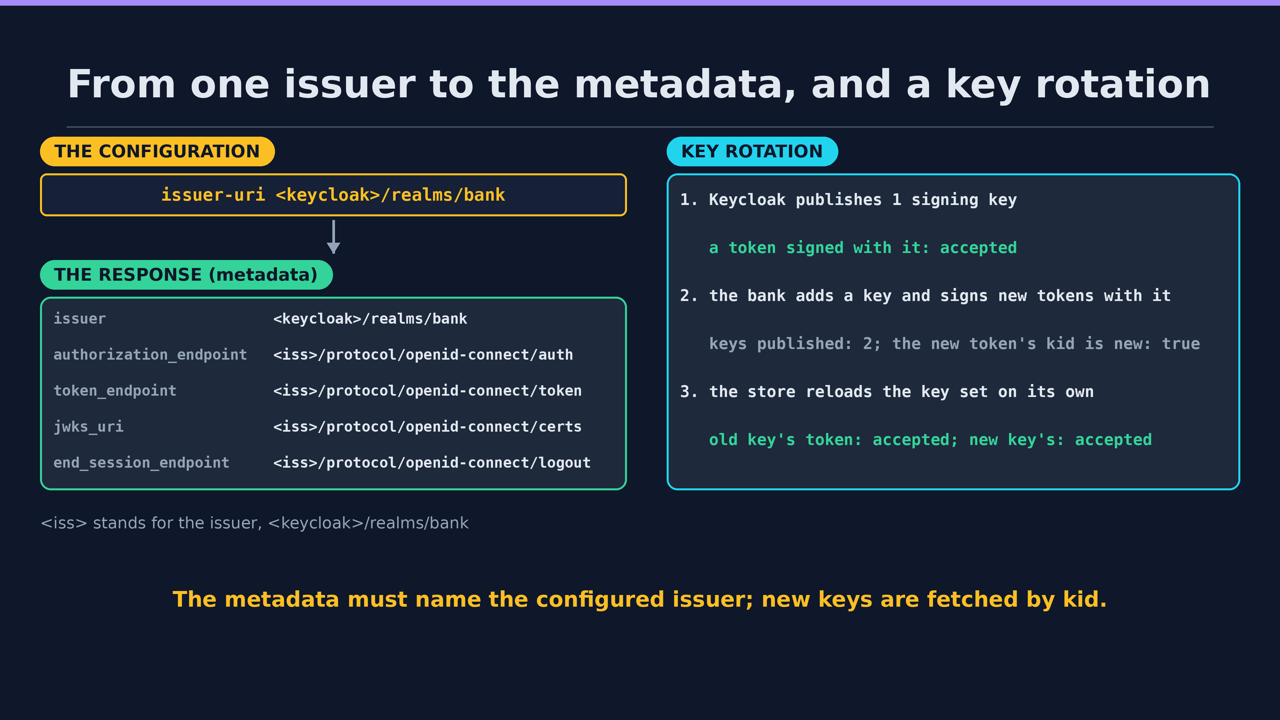 From one issuer to the metadata, and a key rotation
THE CONFIGURATION
issuer-uri <keycloak>/realms/bank
THE RESPONSE (metadata)
issuer <keycloak>/realms/bank
authorization_endpoint <iss>/protocol/openid-connect/auth
token_endpoint <iss>/protocol/openid-connect/token
jwks_uri <iss>/protocol/openid-connect/certs
end_session_endpoint <iss>/protocol/openid-connect/logout
<iss> stands for the issuer, <keycloak>/realms/bank
KEY ROTATION
1. Keycloak publishes 1 signing key
a token signed with it: accepted
2. the bank adds a key and signs new tokens with it
keys published: 2; the new token's kid is new: true
3. the store reloads the key set on its own
old key's token: accepted; new key's: accepted
The metadata must name the configured issuer; new keys are fetched by kid.